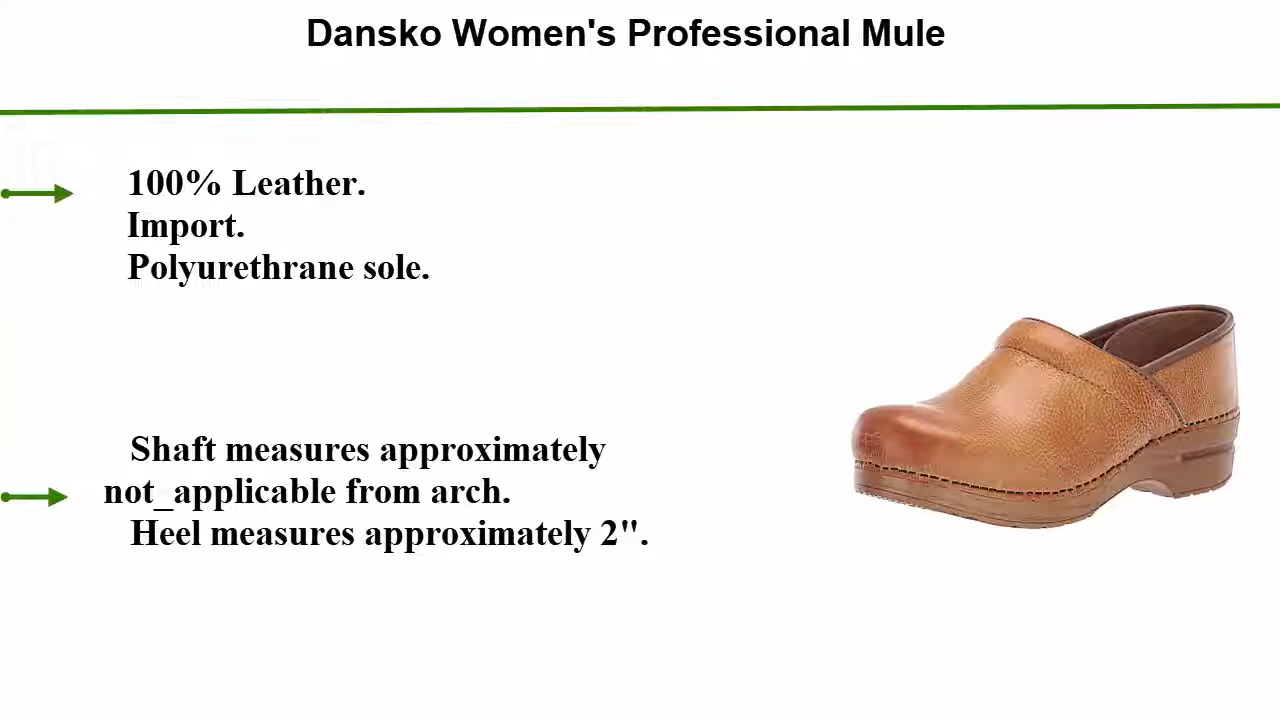 Dansko Women's Professional Mule
100% Leather.
Import.
Polyurethrane sole.
Shaft measures approximately
not_applicable from arch.
Heel measures approximately 2".